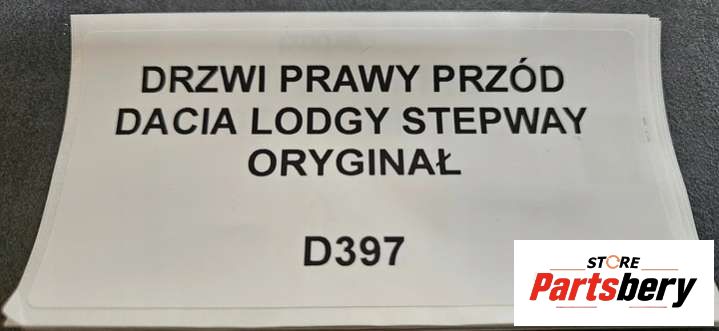 DRZWI PRAWY PRZÓD
DACIA LODGY STEPWAY
ORYGINAŁ
D397
STORE
Partsbery